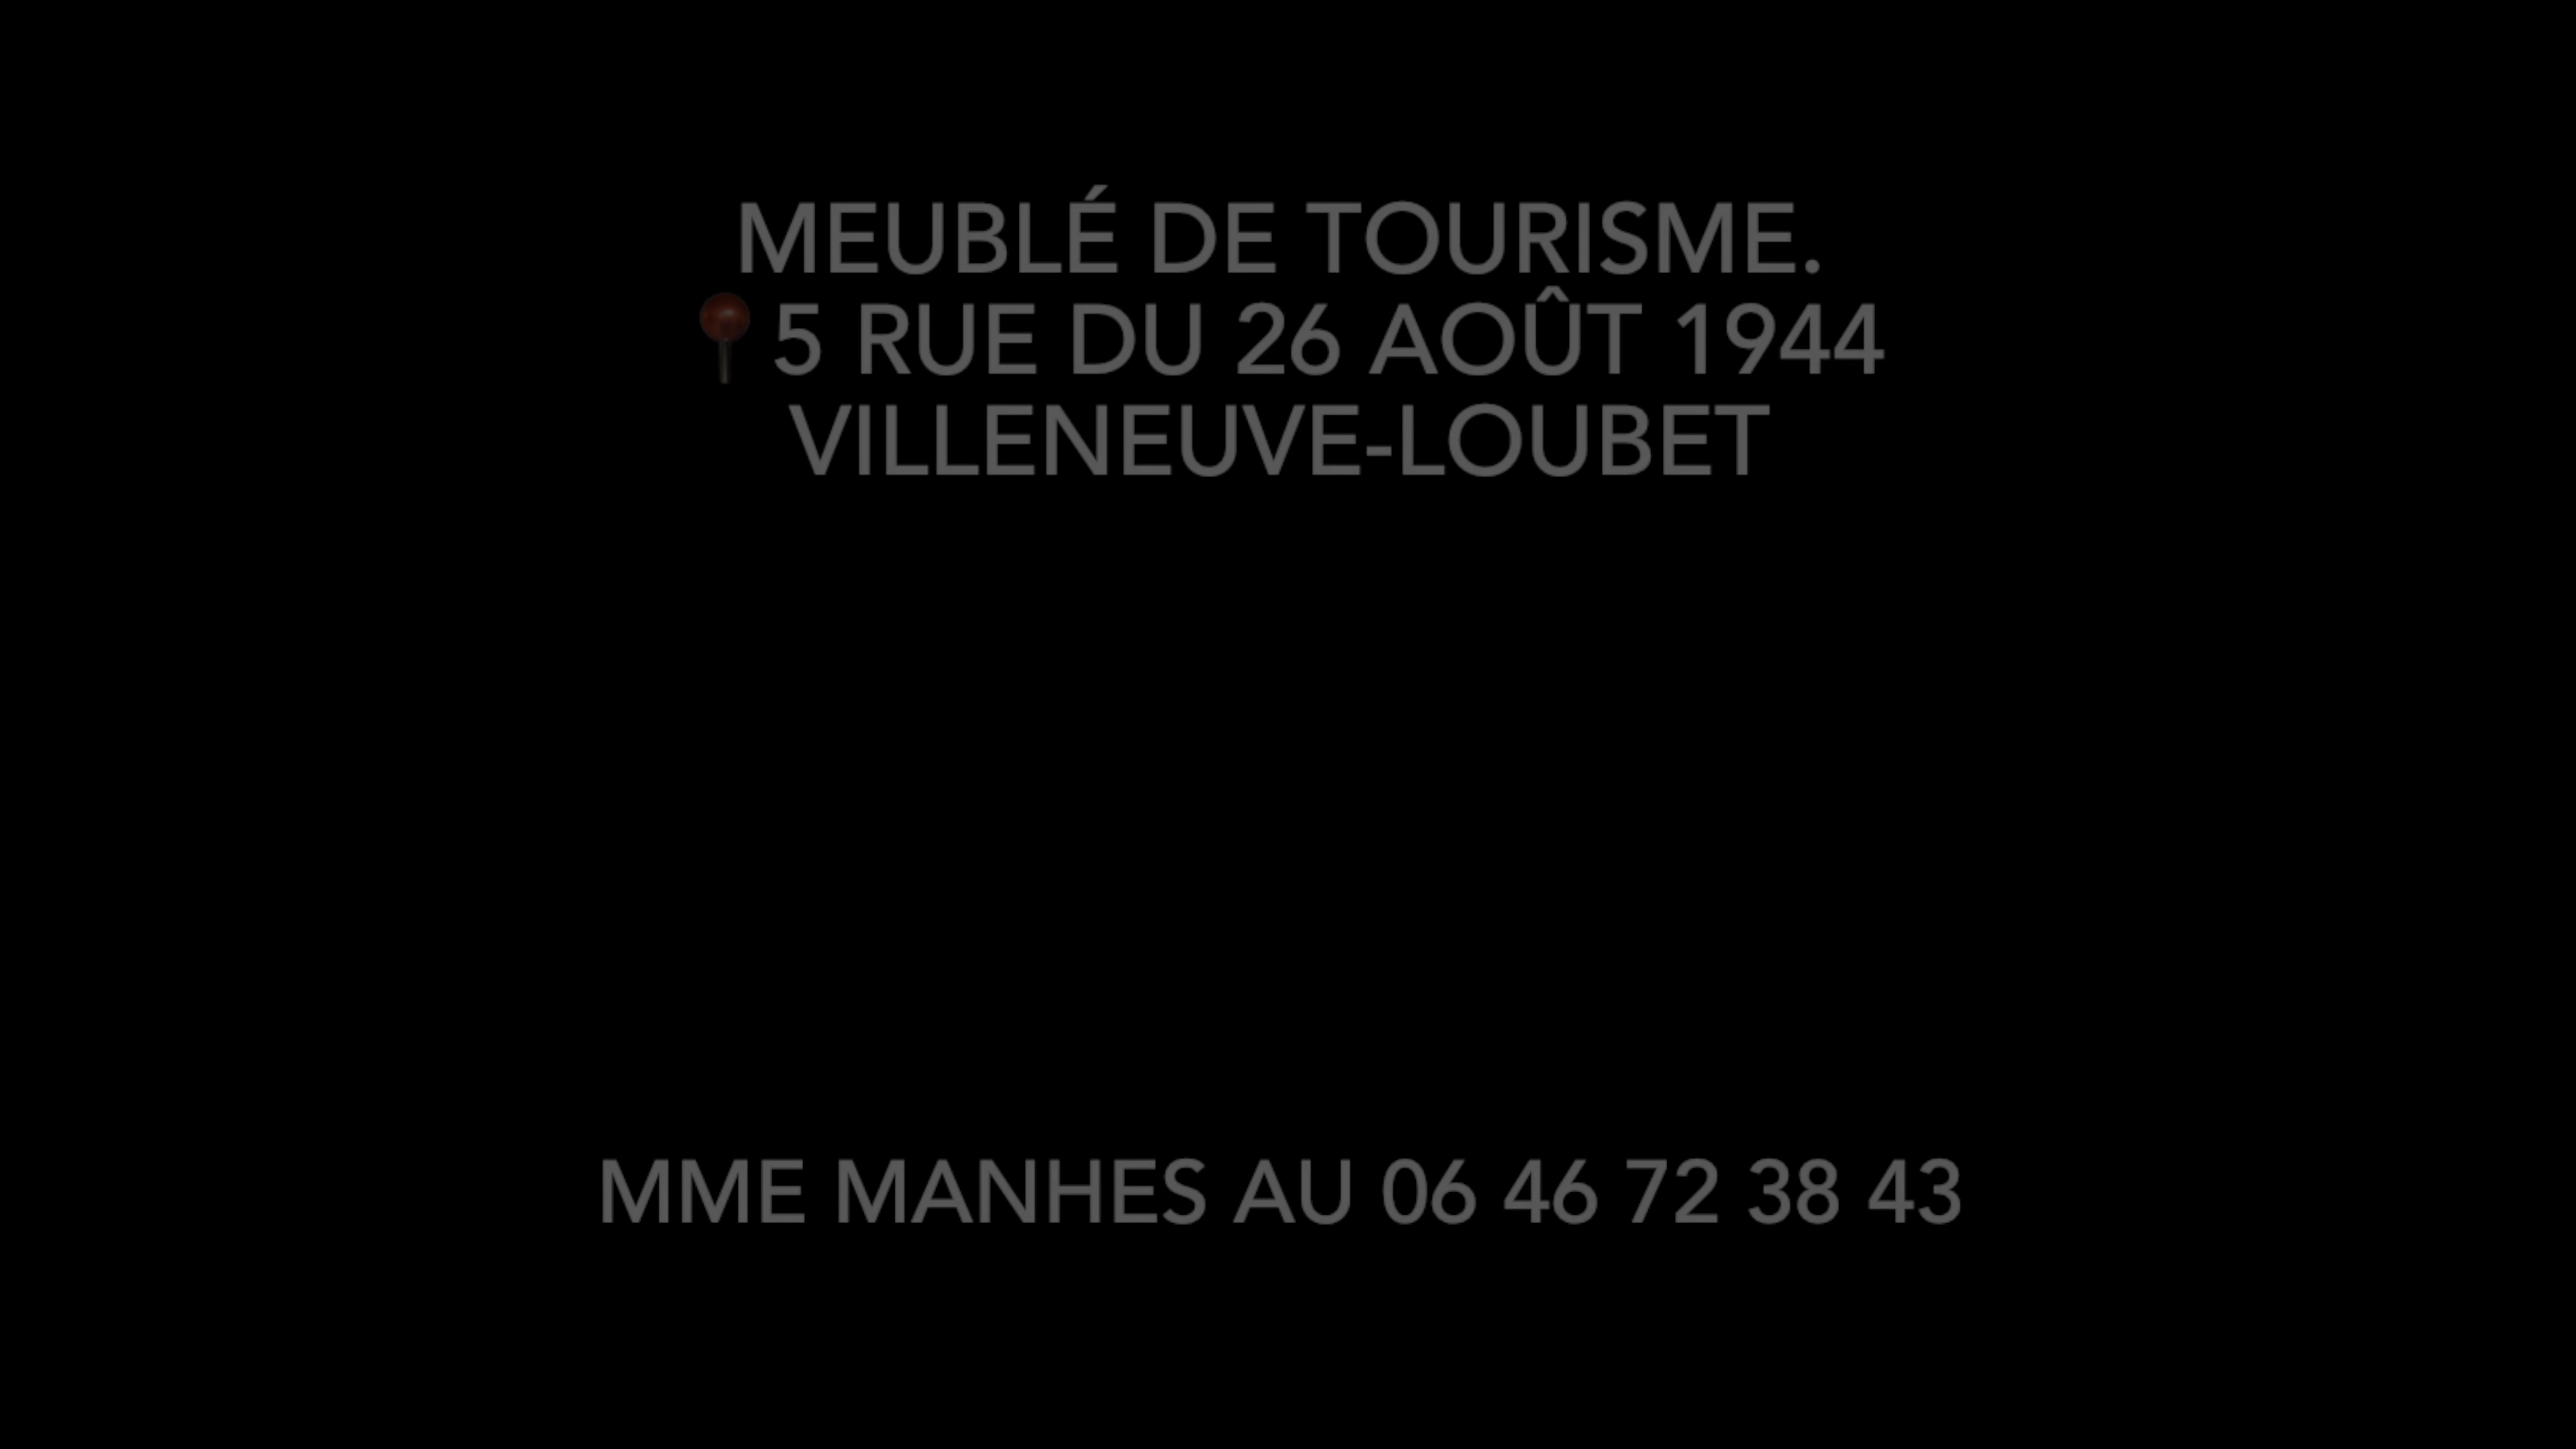 MEUBLÉ DE TOURISME.
📍5 RUE DU 26 AOÛT 1944
VILLENEUVE-LOUBET
MME MANHES AU 06 46 72 38 43